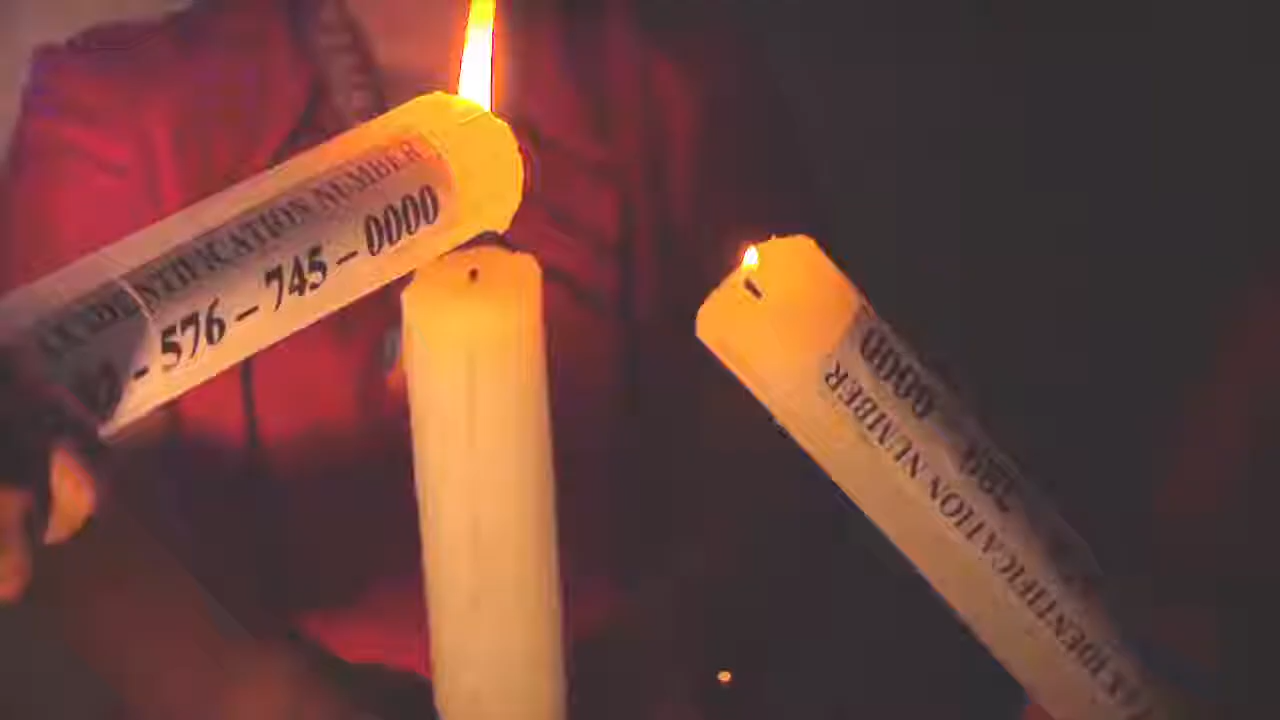 IDENTIFICATION NUMBER
- 576 - 745 - 0000
IDENTIFICATION NUMBER
0000